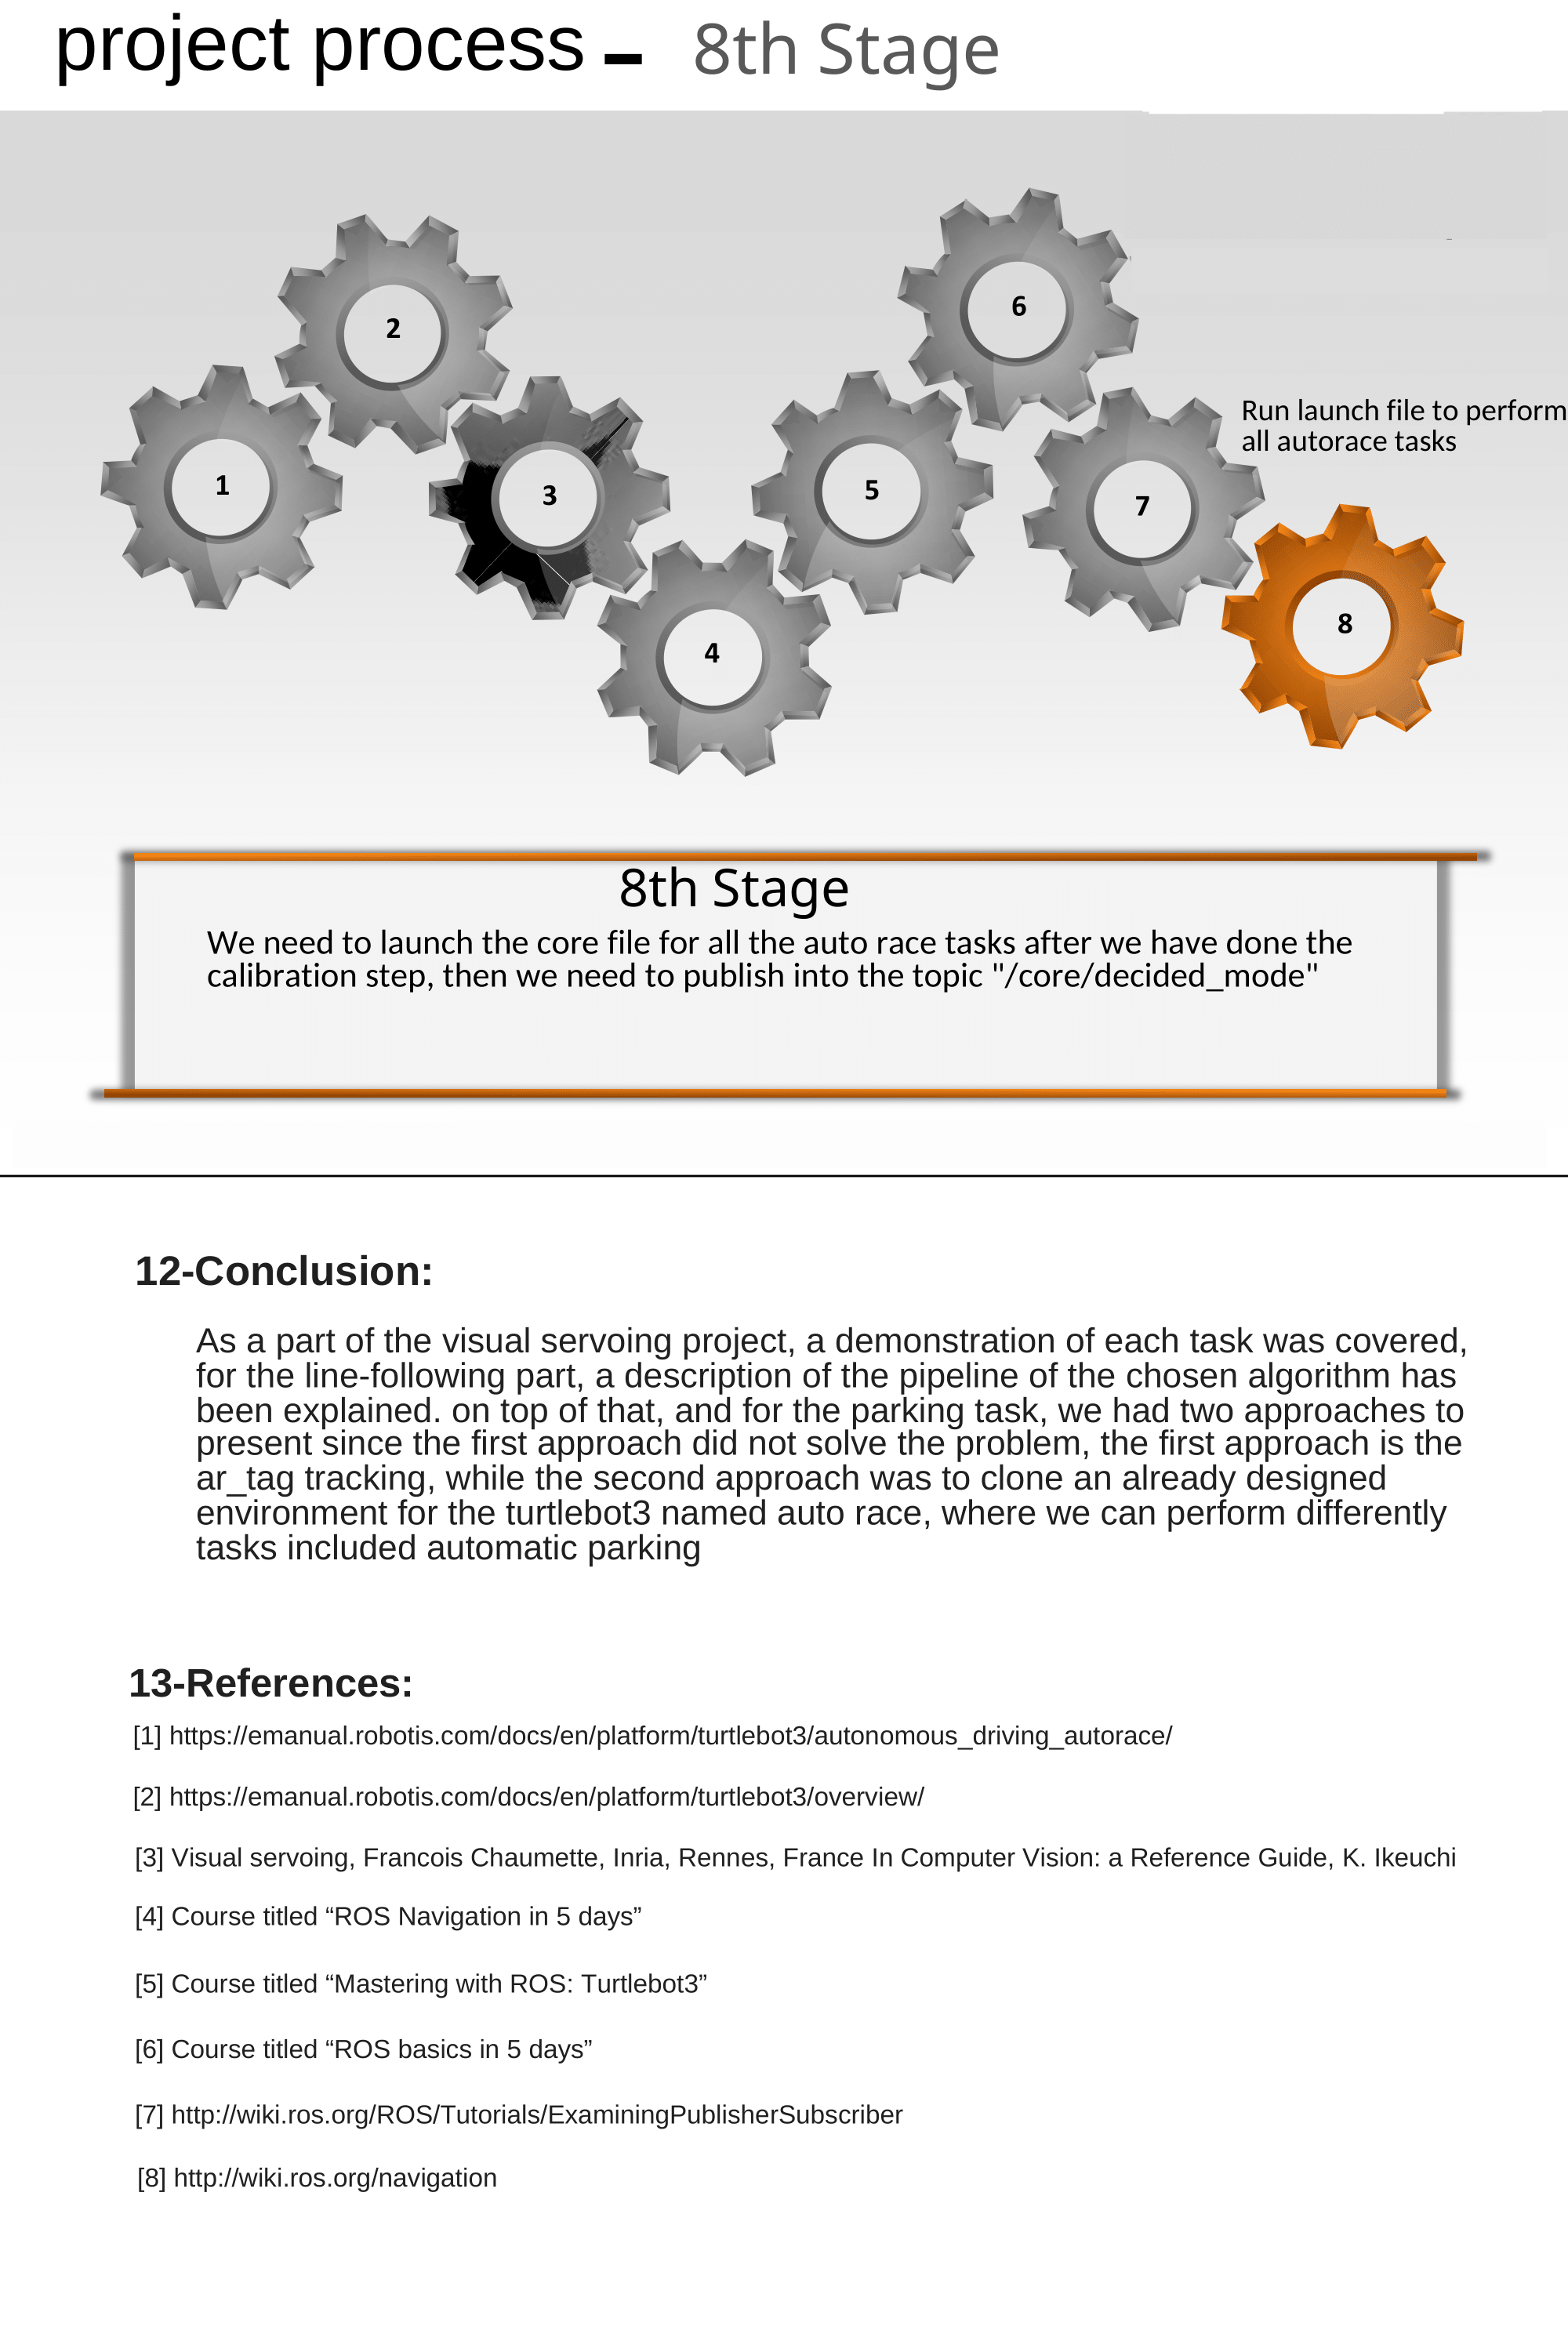 project process - 8th Stage
2
6
1
3
5
7
Run launch file to perform
all autorace tasks
4
8
8th Stage
We need to launch the core file for all the auto race tasks after we have done the
calibration step, then we need to publish into the topic "/core/decided_mode"
12-Conclusion:
As a part of the visual servoing project, a demonstration of each task was covered,
for the line-following part, a description of the pipeline of the chosen algorithm has
been explained. on top of that, and for the parking task, we had two approaches to
present since the first approach did not solve the problem, the first approach is the
ar_tag tracking, while the second approach was to clone an already designed
environment for the turtlebot3 named auto race, where we can perform differently
tasks included automatic parking
13-References:
[1] https://emanual.robotis.com/docs/en/platform/turtlebot3/autonomous_driving_autorace/
[2] https://emanual.robotis.com/docs/en/platform/turtlebot3/overview/
[3] Visual servoing, Francois Chaumette, Inria, Rennes, France In Computer Vision: a Reference Guide, K. Ikeuchi
[4] Course titled “ROS Navigation in 5 days”
[5] Course titled “Mastering with ROS: Turtlebot3”
[6] Course titled “ROS basics in 5 days”
[7] http://wiki.ros.org/ROS/Tutorials/ExaminingPublisherSubscriber
[8] http://wiki.ros.org/navigation